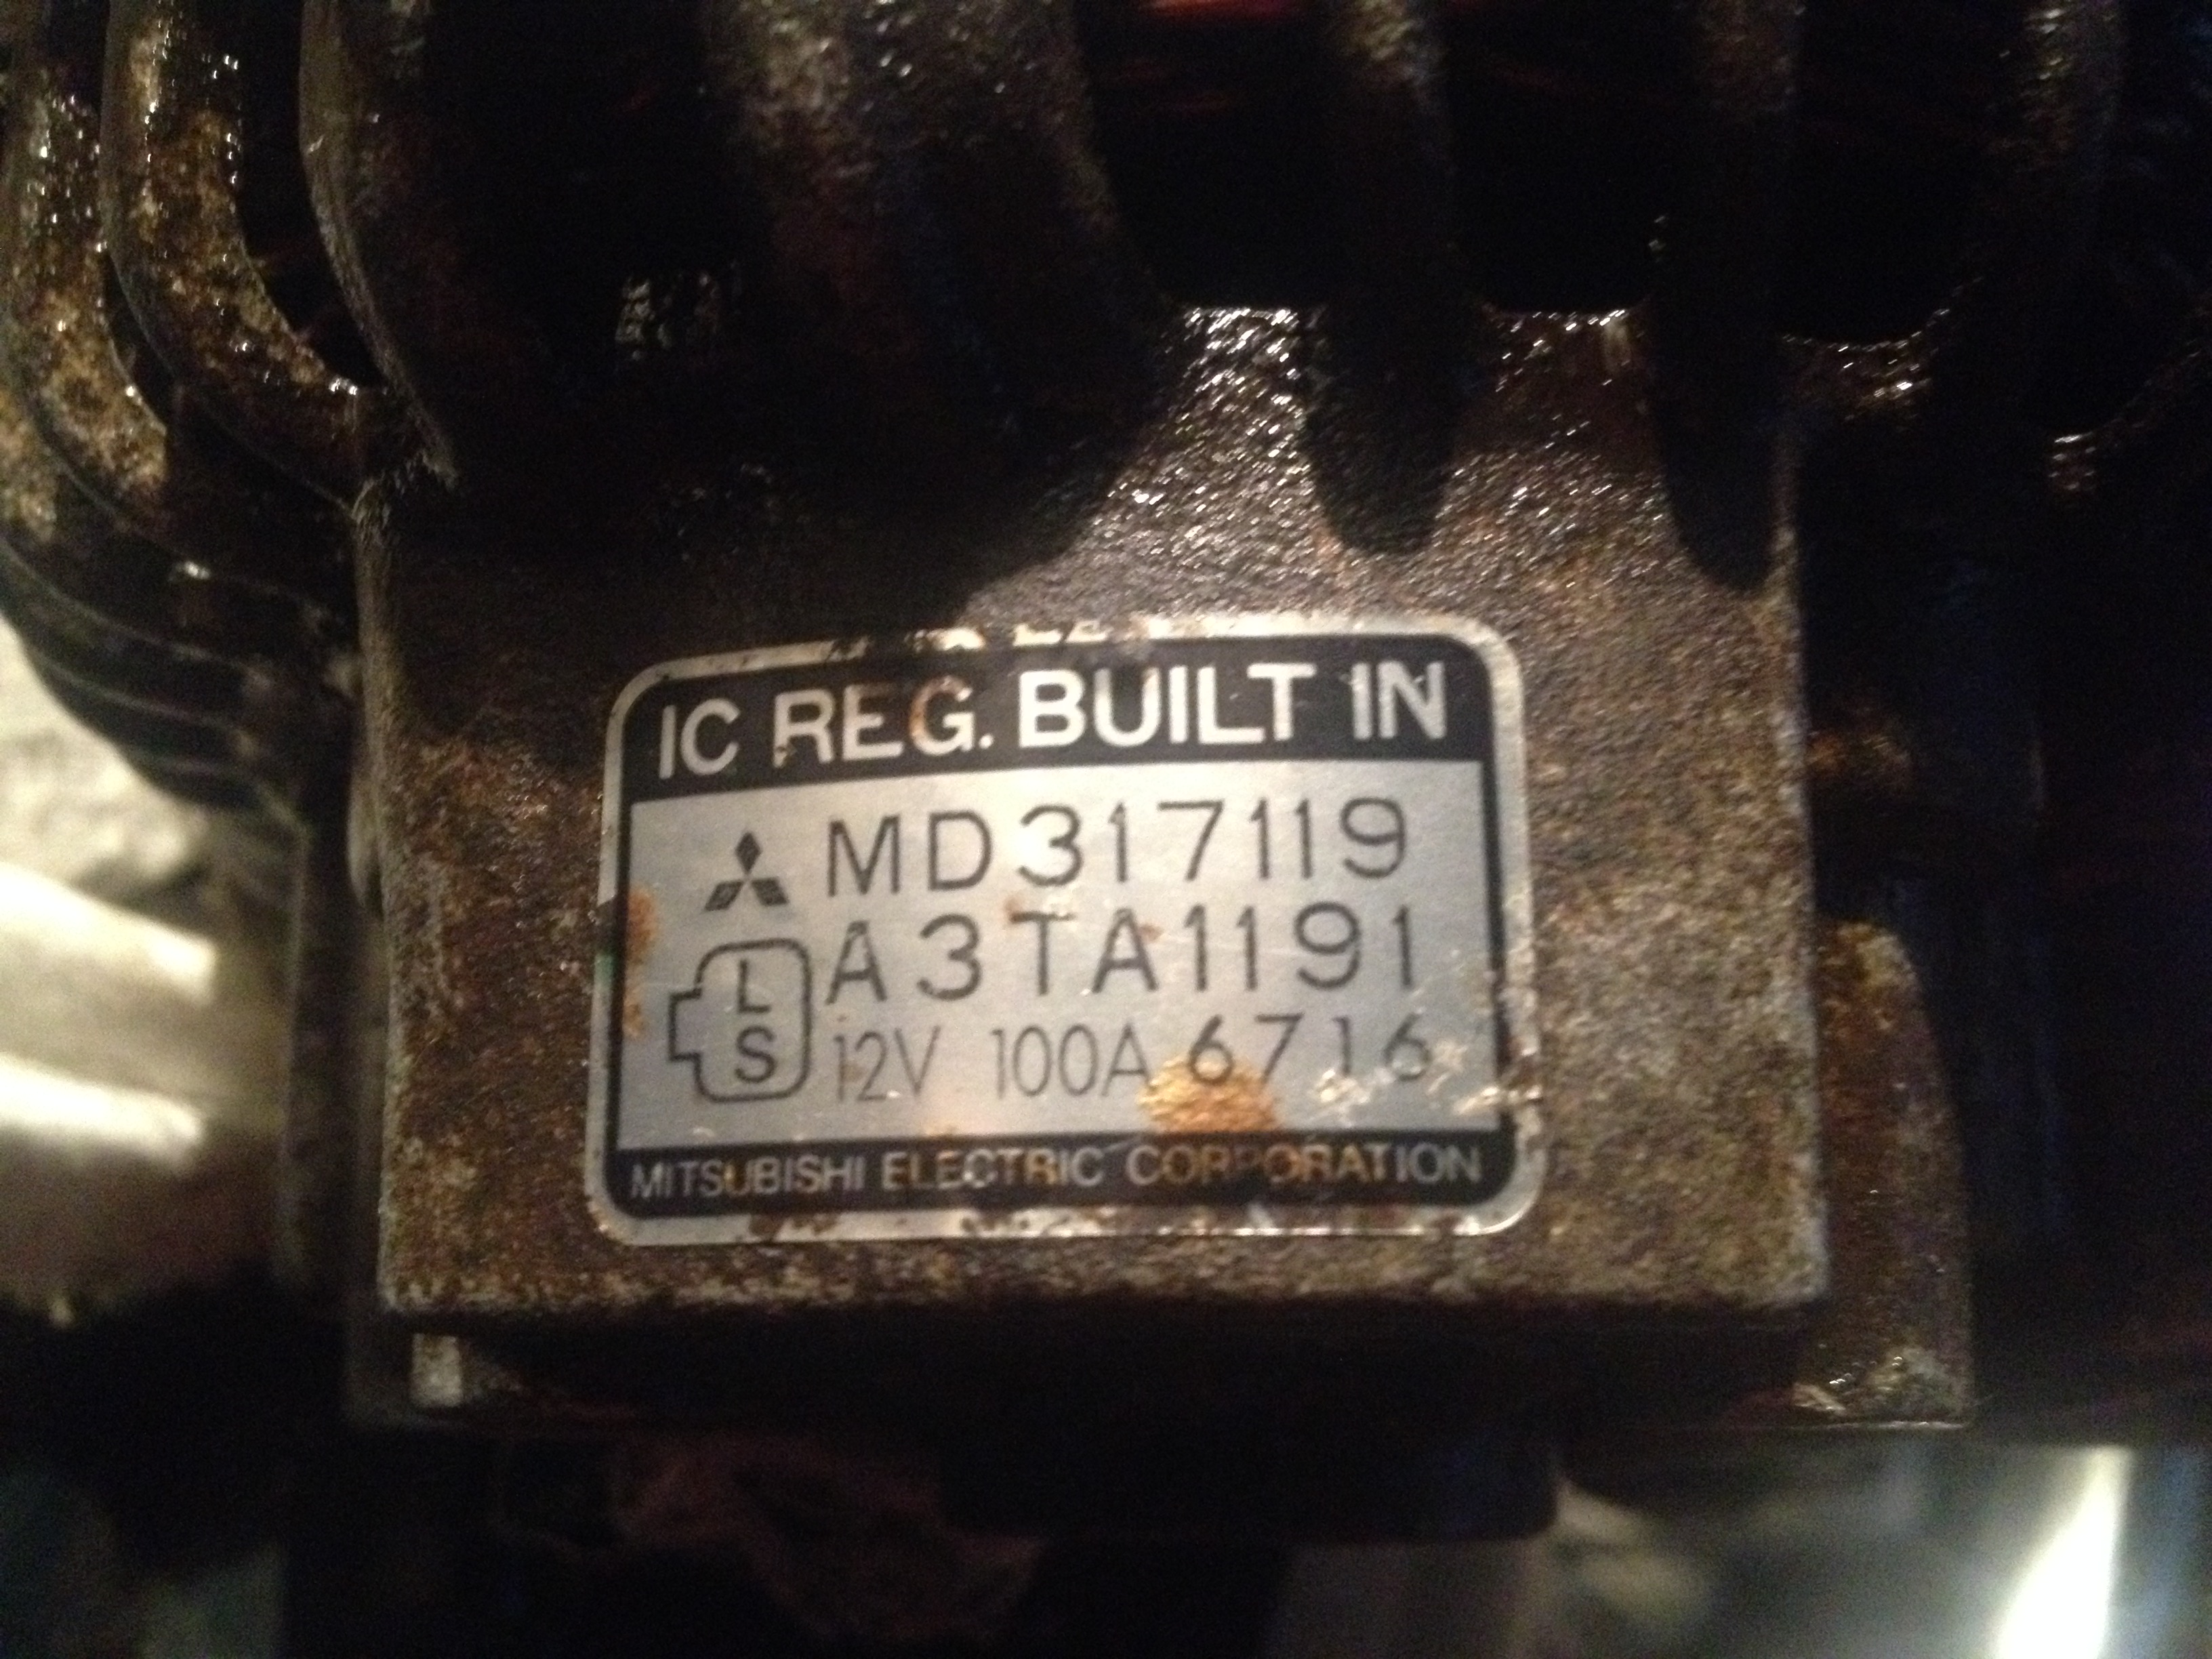 IC REG. BUILT IN
MD317119
A3TA1191
L
S
12V 100A 6716
MITSUBISHI ELECTRIC CORPORATION